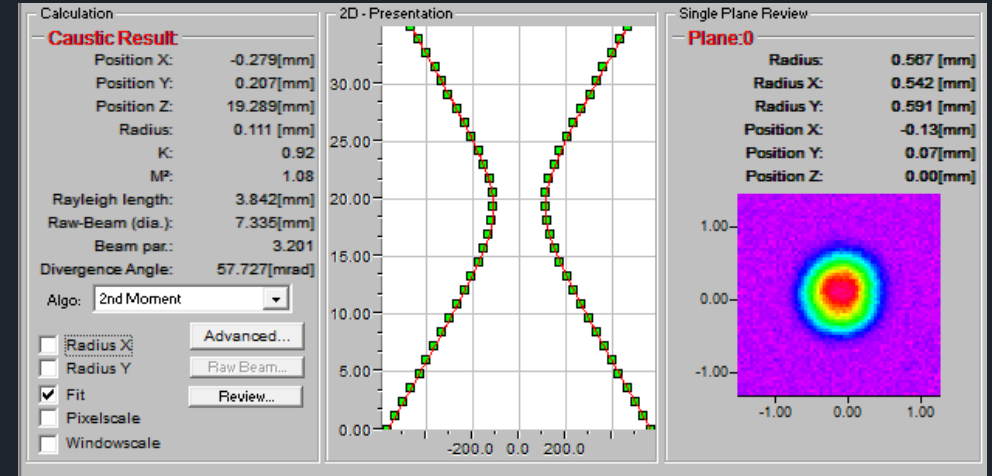 Calculation
Caustic Result:
Position X: -0.279[mm]
Position Y: 0.207[mm]
Position Z: 19.289[mm]
Radius: 0.111 [mm]
K: 0.92
M²: 1.08
Rayleigh length: 3.842[mm]
Raw-Beam (dia.): 7.335[mm]
Beam par.: 3.201
Divergence Angle: 57.727[mrad]
Algo: 2nd Moment
Radius X
Radius Y
Fit
Pixelscale
Windowscale
Advanced...
Raw Beam...
Review...
2D - Presentation
30.00
25.00
20.00
15.00
10.00
5.00
0.00
-200.0 0.0 200.0
Single Plane Review
Plane:0
Radius: 0.567 [mm]
Radius X: 0.542 [mm]
Radius Y: 0.591 [mm]
Position X: -0.13[mm]
Position Y: 0.07[mm]
Position Z: 0.00[mm]
1.00
0.00
-1.00
-1.00 0.00 1.00